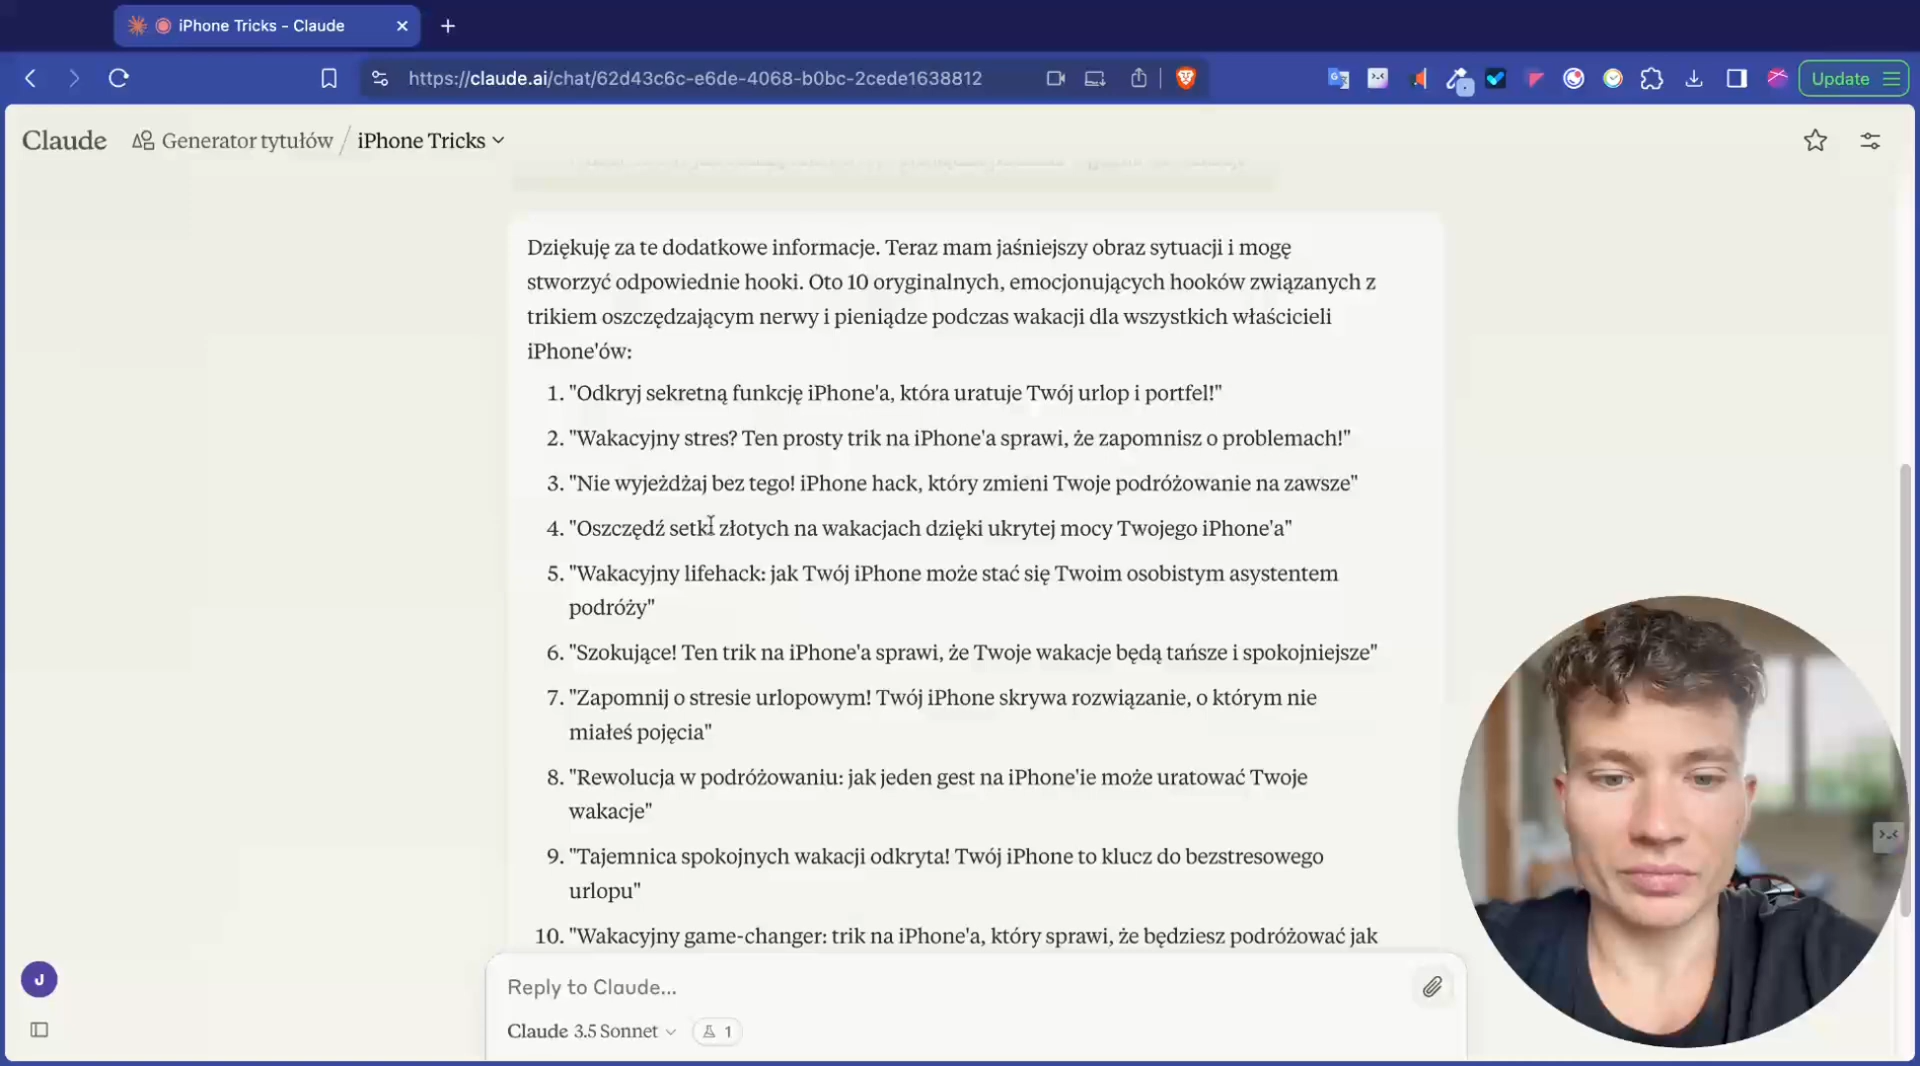 iPhone Tricks - Claude
https://claude.ai/chat/62d43c6c-e6de-4068-b0bc-2cede1638812
Update
Claude
Generator tytułów / iPhone Tricks
Dziękuję za te dodatkowe informacje. Teraz mam jaśniejszy obraz sytuacji i mogę
stworzyć odpowiednie hooki. Oto 10 oryginalnych, emocjonujących hooków związanych z
trikiem oszczędzającym nerwy i pieniądze podczas wakacji dla wszystkich właścicieli
iPhone'ów:
1. "Odkryj sekretną funkcję iPhone'a, która uratuje Twój urlop i portfel!"
2. "Wakacyjny stres? Ten prosty trik na iPhone'a sprawi, że zapomnisz o problemach!"
3. "Nie wyjeżdżaj bez tego! iPhone hack, który zmieni Twoje podróżowanie na zawsze"
4. "Oszczędź setki złotych na wakacjach dzięki ukrytej mocy Twojego iPhone'a"
5. "Wakacyjny lifehack: jak Twój iPhone może stać się Twoim osobistym asystentem
podróży"
6. "Szokujące! Ten trik na iPhone'a sprawi, że Twoje wakacje będą tańsze i spokojniejsze"
7. "Zapomnij o stresie urlopowym! Twój iPhone skrywa rozwiązanie, o którym nie
miałeś pojęcia"
8. "Rewolucja w podróżowaniu: jak jeden gest na iPhone'ie może uratować Twoje
wakacje"
9. "Tajemnica spokojnych wakacji odkryta! Twój iPhone to klucz do bezstresowego
urlopu"
10. "Wakacyjny game-changer: trik na iPhone'a, który sprawi, że będziesz podróżować jak
J
Reply to Claude...
Claude 3.5 Sonnet
1